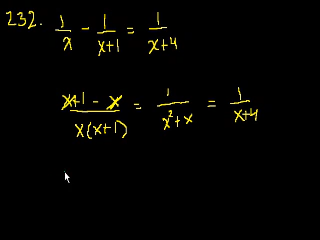 232. 1/x - 1/(x+1) = 1/(x+4)
(x+1-x)/(x(x+1)) = 1/(x²+x) = 1/(x+4)